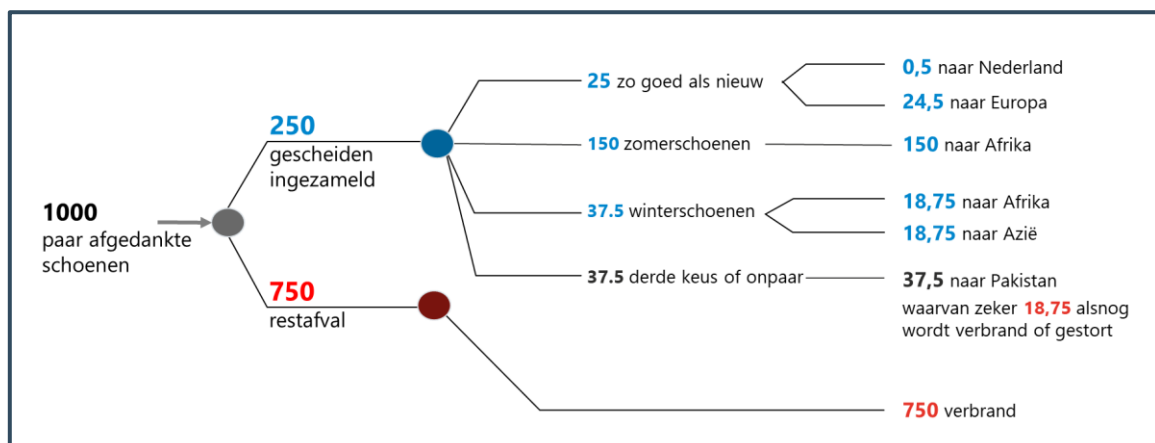 1000
paar afgedankte
schoenen
250
gescheiden
ingezameld
750
restafval
25 zo goed als nieuw
150 zomerschoenen
37.5 winterschoenen
37.5 derde keus of onpaar
0,5 naar Nederland
24,5 naar Europa
150 naar Afrika
18,75 naar Afrika
18,75 naar Azië
37,5 naar Pakistan
waarvan zeker 18,75 alsnog
wordt verbrand of gestort
750 verbrand